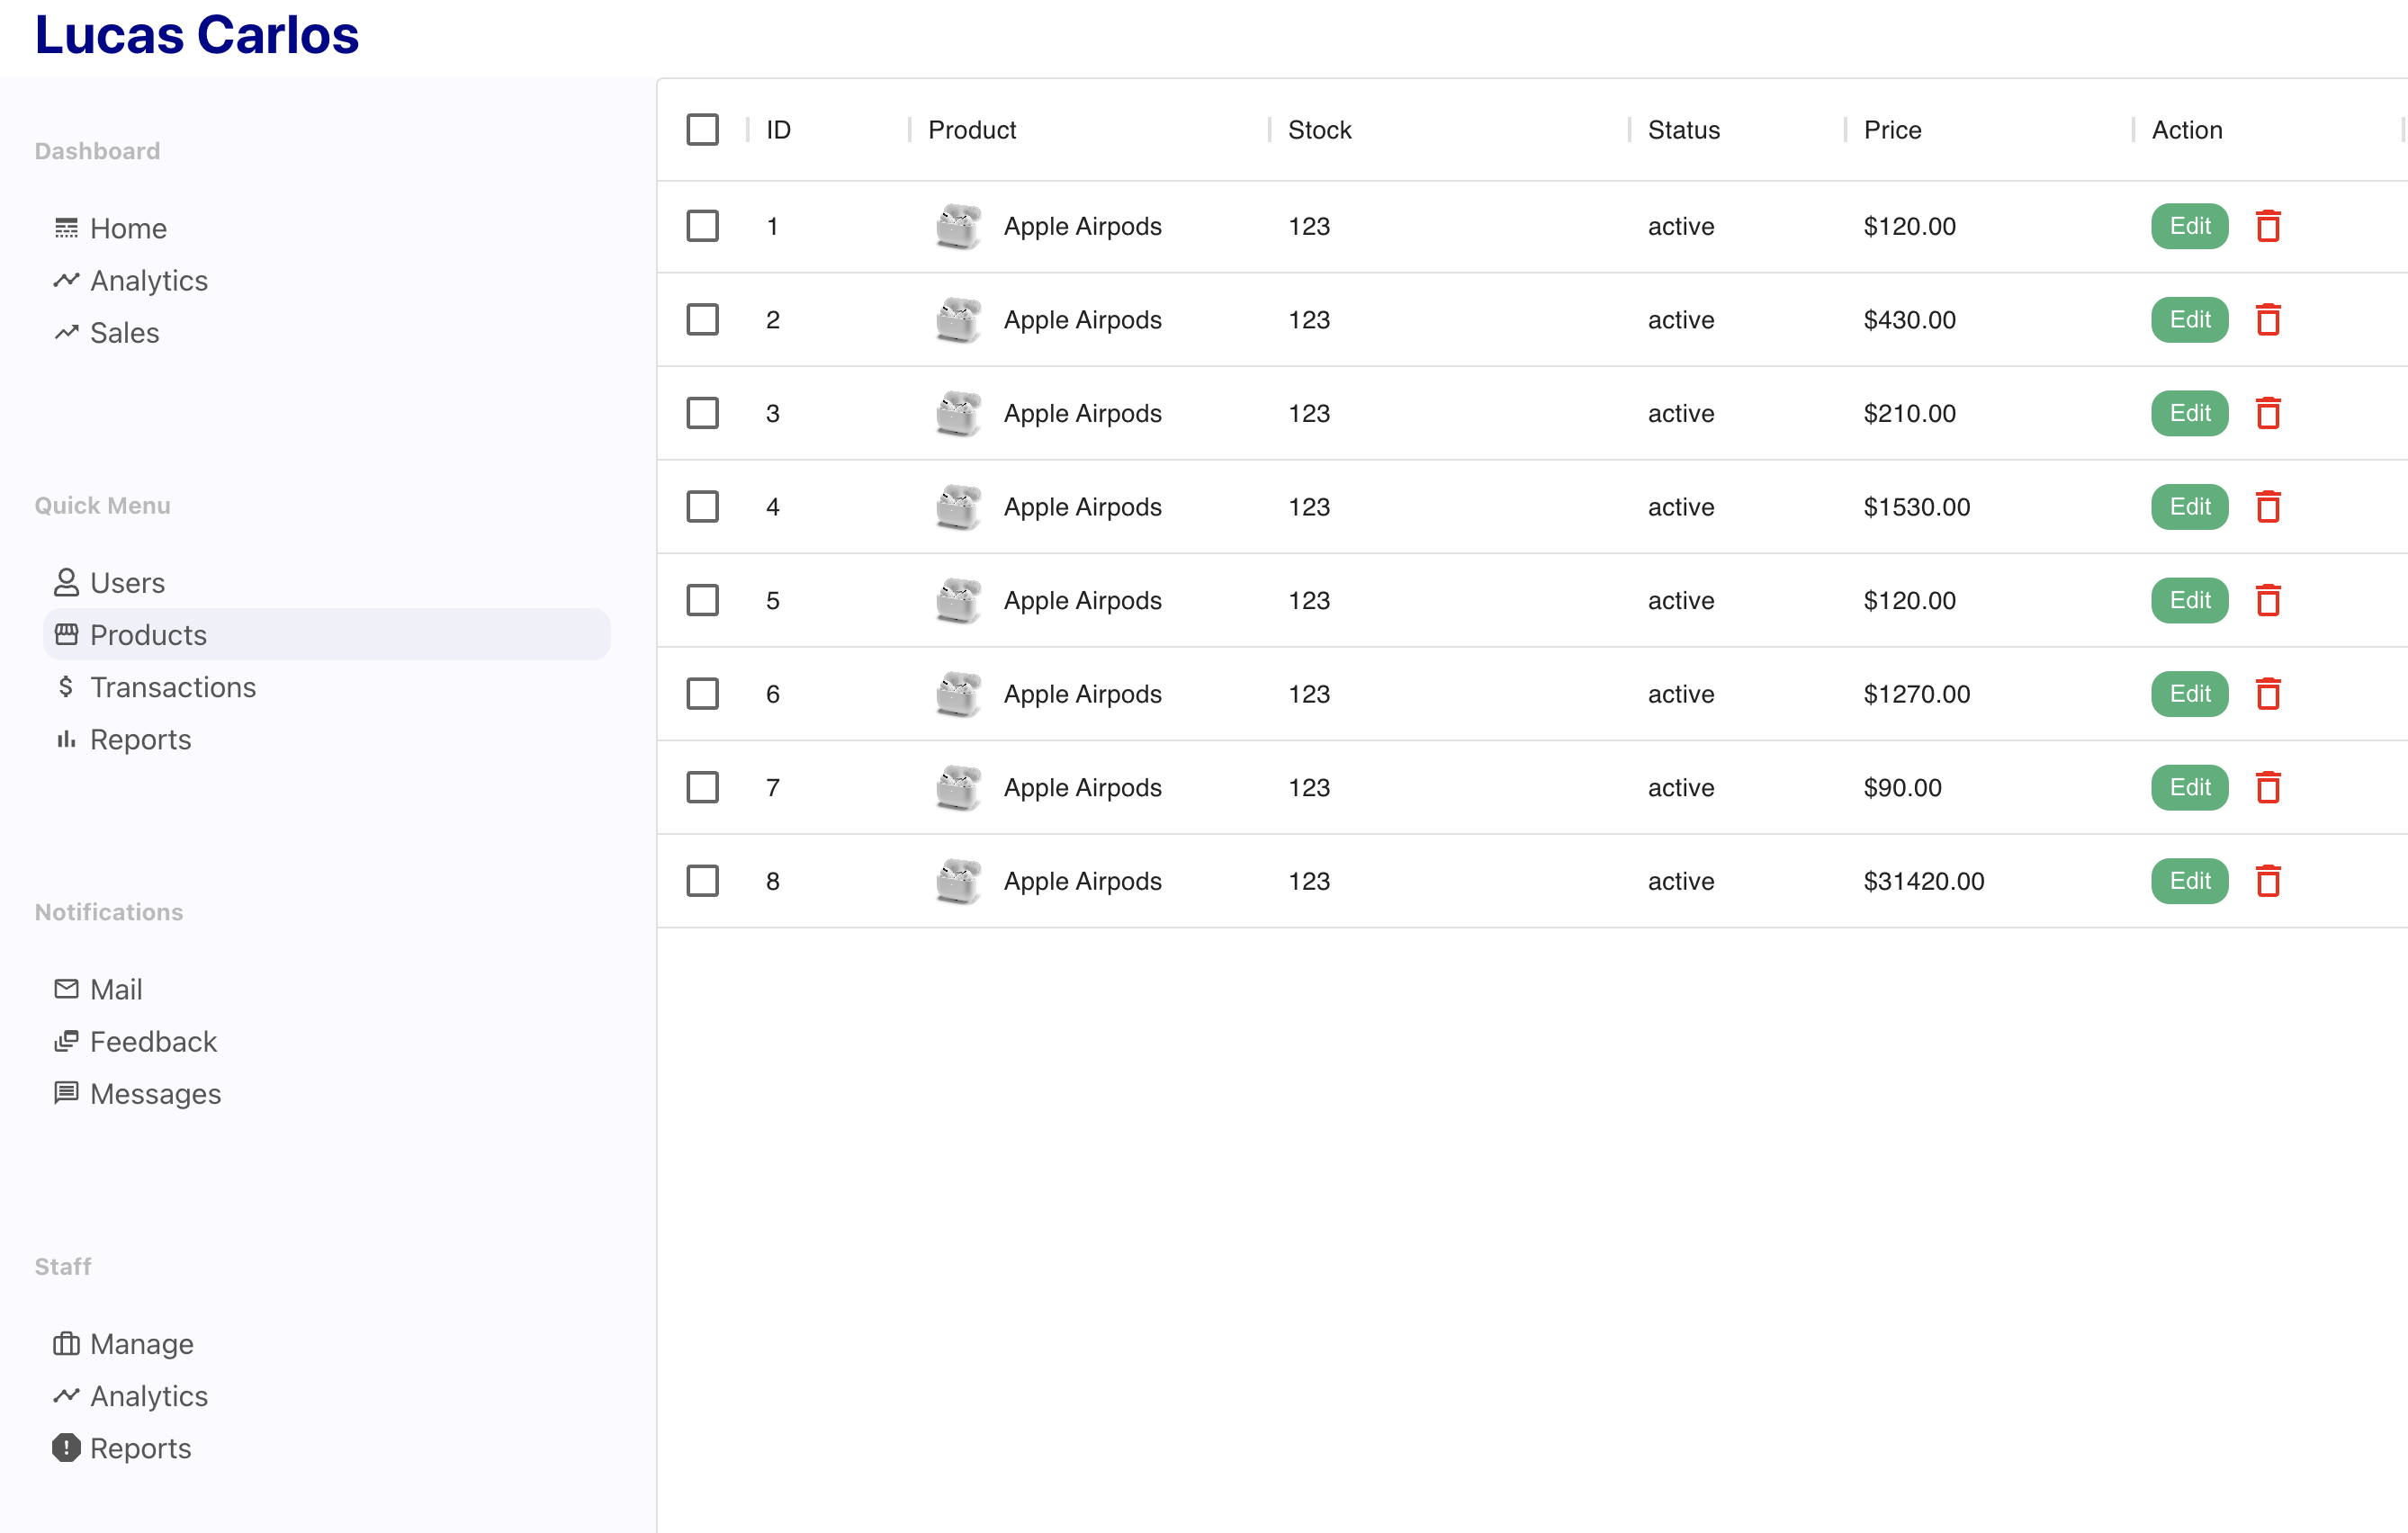 Lucas Carlos
Dashboard
Home
Analytics
Sales
Quick Menu
Users
Products
Transactions
Reports
Notifications
Mail
Feedback
Messages
Staff
Manage
Analytics
Reports
ID Product Stock Status Price Action
1 Apple Airpods 123 active $120.00 Edit
2 Apple Airpods 123 active $430.00 Edit
3 Apple Airpods 123 active $210.00 Edit
4 Apple Airpods 123 active $1530.00 Edit
5 Apple Airpods 123 active $120.00 Edit
6 Apple Airpods 123 active $1270.00 Edit
7 Apple Airpods 123 active $90.00 Edit
8 Apple Airpods 123 active $31420.00 Edit